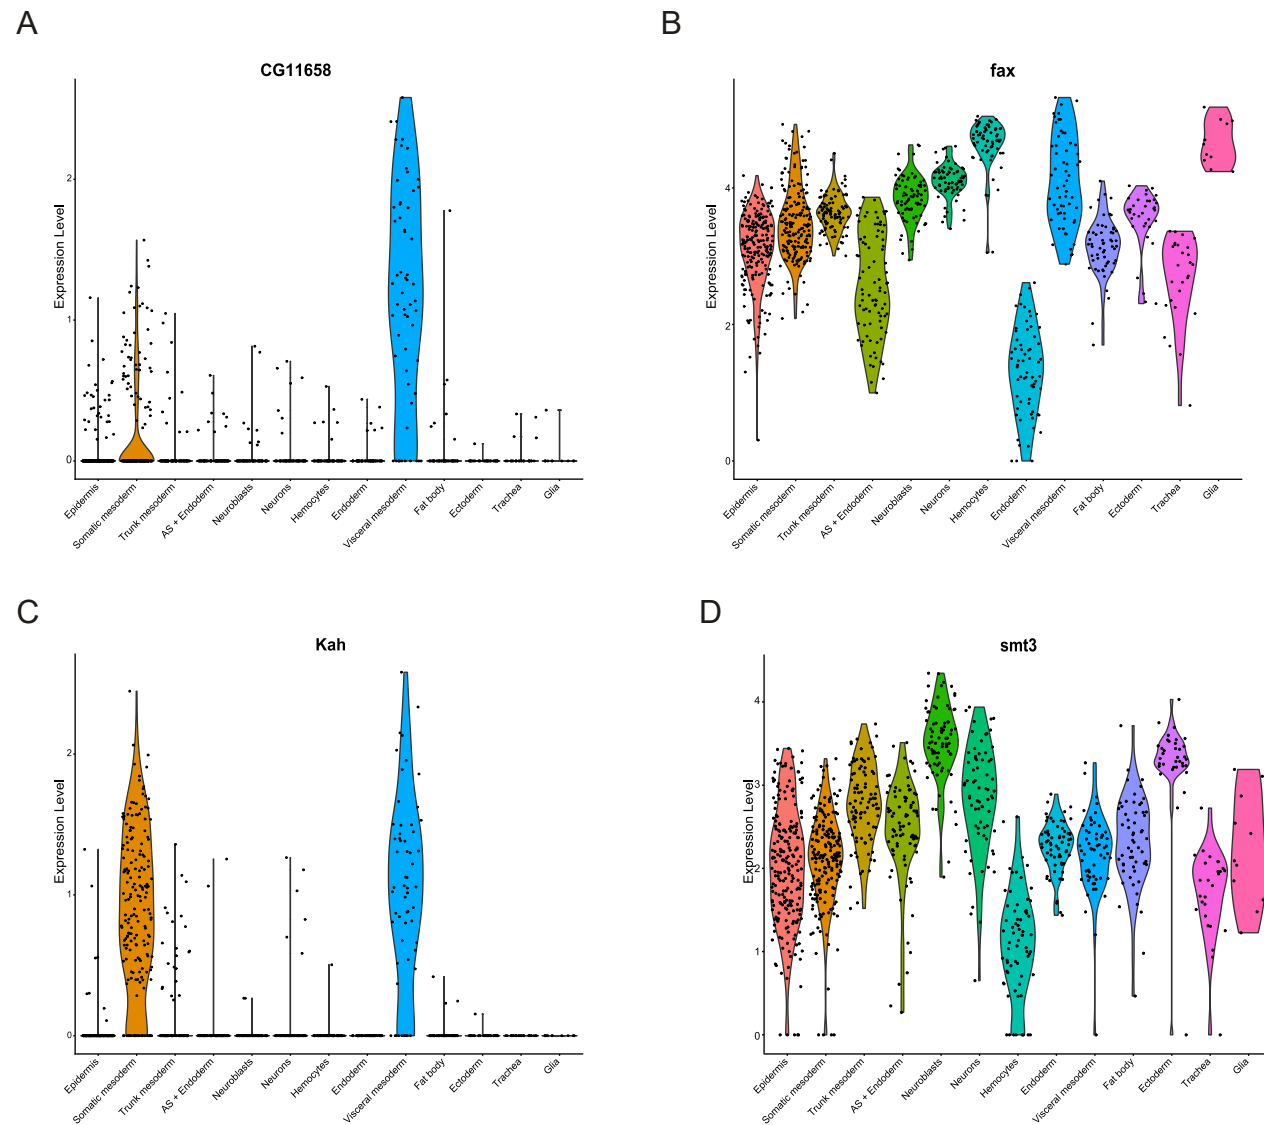 A
CG11658
Expression Level
2
1
0
Epidermis
Somatic mesoderm
Trunk mesoderm
AS + Endoderm
Neuroblasts
Neurons
Hemocytes
Endoderm
Visceral mesoderm
Fat body
Ectoderm
Trachea
Glia
B
fax
Expression Level
4
2
0
Epidermis
Somatic mesoderm
Trunk mesoderm
AS + Endoderm
Neuroblasts
Neurons
Hemocytes
Endoderm
Visceral mesoderm
Fat body
Ectoderm
Trachea
Glia
C
Kah
Expression Level
2
1
0
Epidermis
Somatic mesoderm
Trunk mesoderm
AS + Endoderm
Neuroblasts
Neurons
Hemocytes
Endoderm
Visceral mesoderm
Fat body
Ectoderm
Trachea
Glia
D
smt3
Expression Level
4
3
2
1
0
Epidermis
Somatic mesoderm
Trunk mesoderm
AS + Endoderm
Neuroblasts
Neurons
Hemocytes
Endoderm
Visceral mesoderm
Fat body
Ectoderm
Trachea
Glia